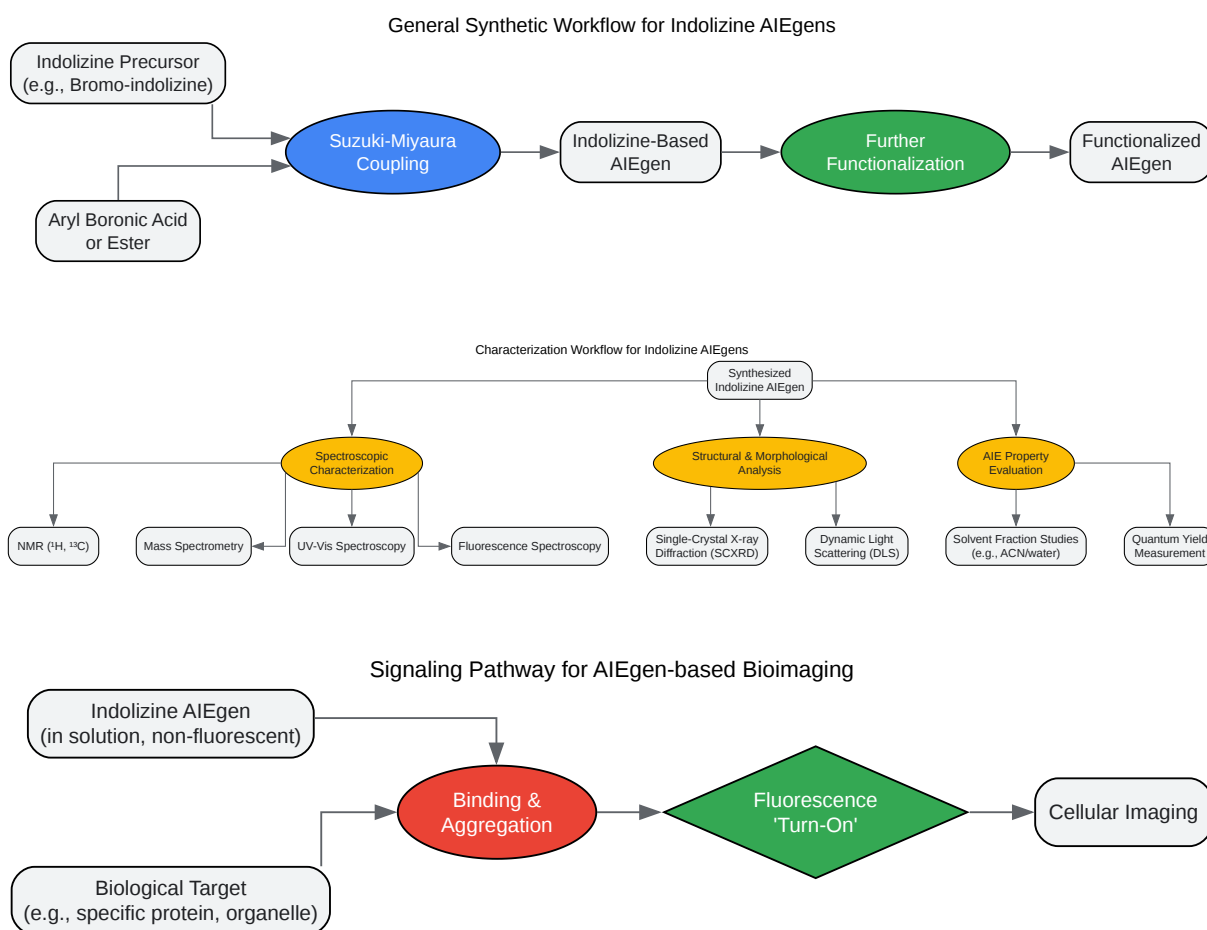 General Synthetic Workflow for Indolizine AIEgens
Indolizine Precursor
(e.g., Bromo-indolizine)
Suzuki-Miyaura
Coupling
Indolizine-Based
AIEgen
Further
Functionalization
Functionalized
AIEgen
Aryl Boronic Acid
or Ester
Characterization Workflow for Indolizine AIEgens
Synthesized
Indolizine AIEgen
Spectroscopic
Characterization
Structural & Morphological
Analysis
AIE Property
Evaluation
NMR (¹H, ¹³C)
Mass Spectrometry
UV-Vis Spectroscopy
Fluorescence Spectroscopy
Single-Crystal X-ray
Diffraction (SCXRD)
Dynamic Light
Scattering (DLS)
Solvent Fraction Studies
(e.g., ACN/water)
Quantum Yield
Measurement
Signaling Pathway for AIEgen-based Bioimaging
Indolizine AIEgen
(in solution, non-fluorescent)
Binding &
Aggregation
Fluorescence
'Turn-On'
Cellular Imaging
Biological Target
(e.g., specific protein, organelle)